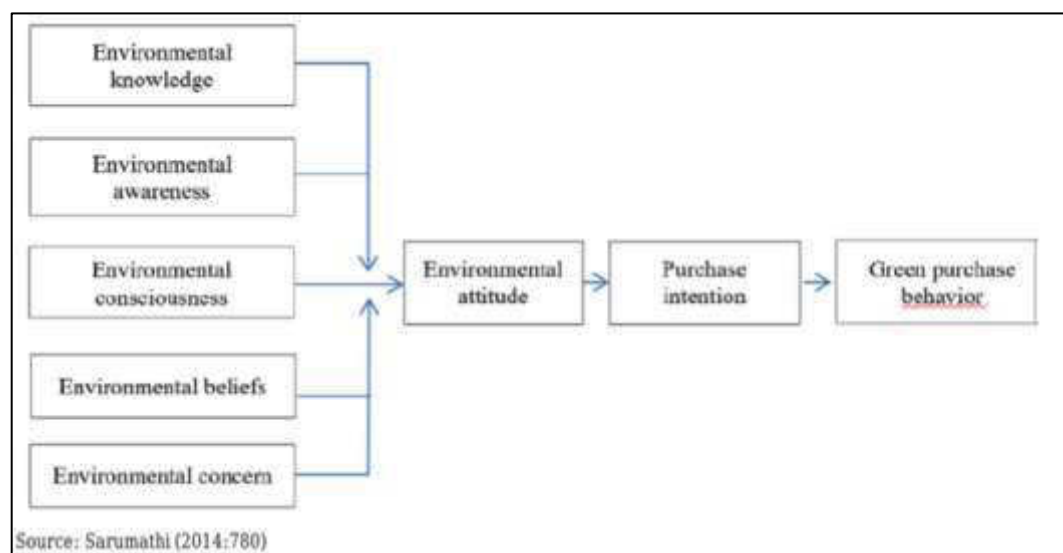 Environmental
knowledge
Environmental
awareness
Environmental
consciousness
Environmental beliefs
Environmental concern
Environmental
attitude
Purchase
intention
Green purchase
behavior
Source: Sarumathi (2014:780)